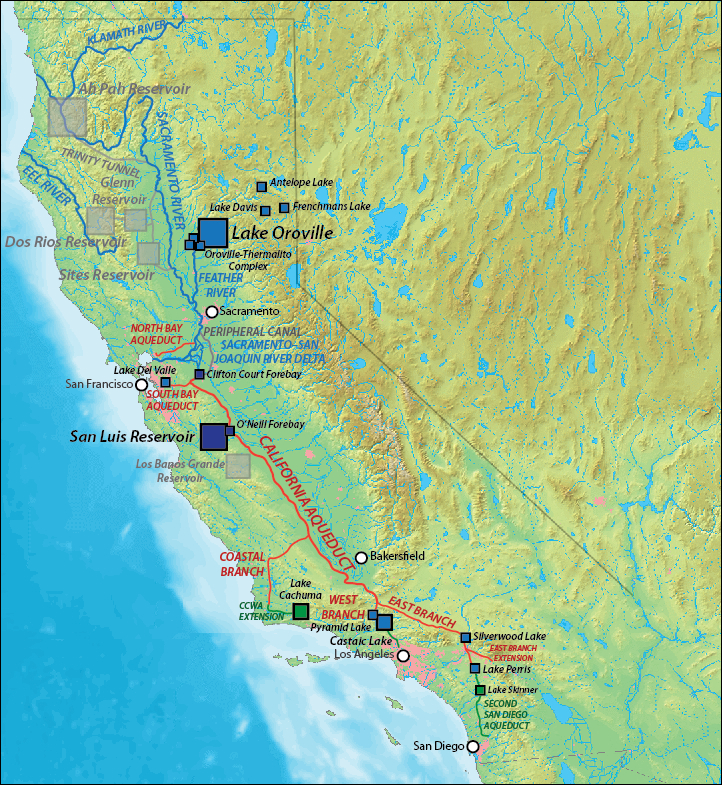 KLAMATH RIVER
Ah Pah Reservoir
SACRAMENTO RIVER
TRINITY TUNNEL
EEL RIVER
Glenn
Reservoir
Antelope Lake
Lake Davis
Frenchmans Lake
Dos Rios Reservoir
Lake Oroville
Sites Reservoir
Oroville-Thermalito
Complex
FEATHER
RIVER
Sacramento
NORTH BAY
AQUEDUCT
PERIPHERAL CANAL
SACRAMENTO-SAN
JOAQUIN RIVER DELTA
Lake Del Valle
Clifton Court Forebay
San Francisco
SOUTH BAY
AQUEDUCT
O'Neill Forebay
San Luis Reservoir
Los Banos Grande
Reservoir
CALIFORNIA AQUEDUCT
COASTAL
BRANCH
Bakersfield
Lake
Cachuma
CCWA
EXTENSION
WEST
BRANCH
EAST BRANCH
Pyramid Lake
Castaic Lake
Los Angeles
Silverwood Lake
EAST BRANCH
EXTENSION
Lake Perris
Lake Skinner
SECOND
SAN DIEGO
AQUEDUCT
San Diego